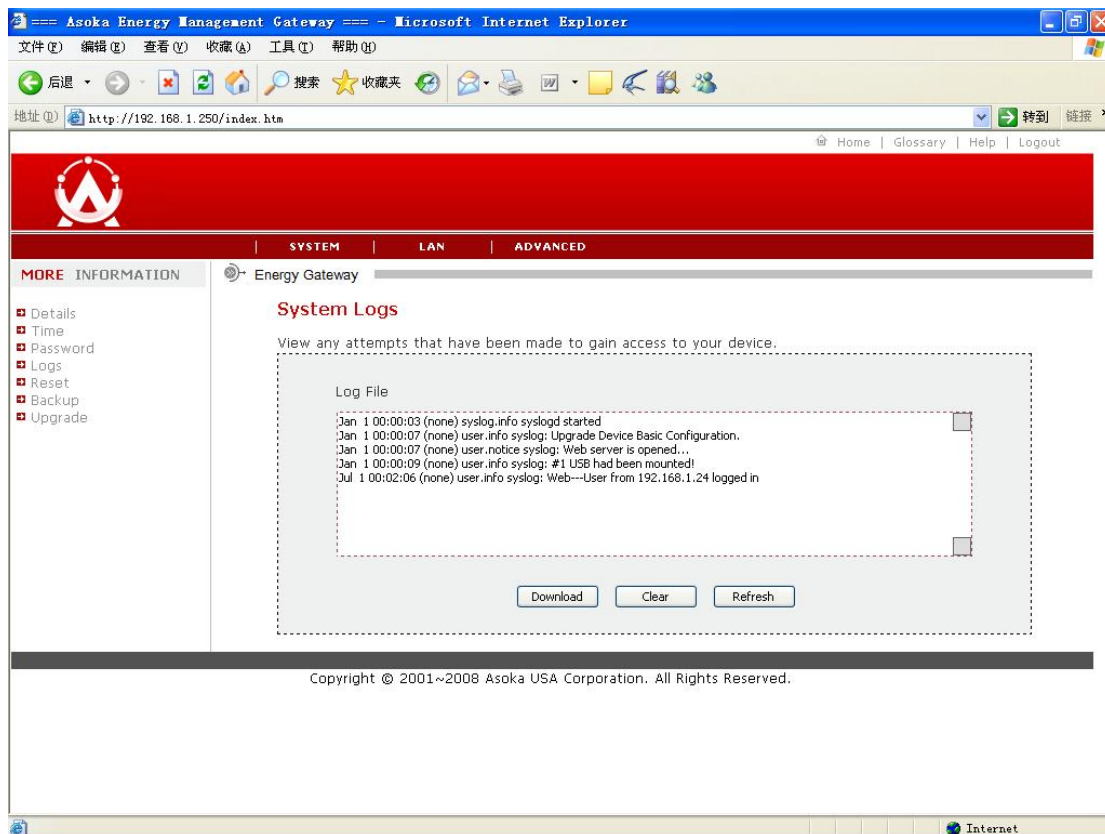 === Asoka Energy Management Gateway === - Microsoft Internet Explorer
文件(F) 编辑(E) 查看(V) 收藏(A) 工具(T) 帮助(H)
后退 搜索 收藏夹
地址(D) http://192.168.1.250/index.htm 转到 链接
Home | Glossary | Help | Logout
| SYSTEM | LAN | ADVANCED
MORE INFORMATION
Details
Time
Password
Logs
Reset
Backup
Upgrade
Energy Gateway
System Logs
View any attempts that have been made to gain access to your device.
Log File
Jan 1 00:00:03 (none) syslog.info syslogd started
Jan 1 00:00:07 (none) user.info syslog: Upgrade Device Basic Configuration.
Jan 1 00:00:07 (none) user.notice syslog: Web server is opened...
Jan 1 00:00:09 (none) user.info syslog: #1 USB had been mounted!
Jul 1 00:02:06 (none) user.info syslog: Web---User from 192.168.1.24 logged in
Download Clear Refresh
Copyright © 2001~2008 Asoka USA Corporation. All Rights Reserved.
Internet